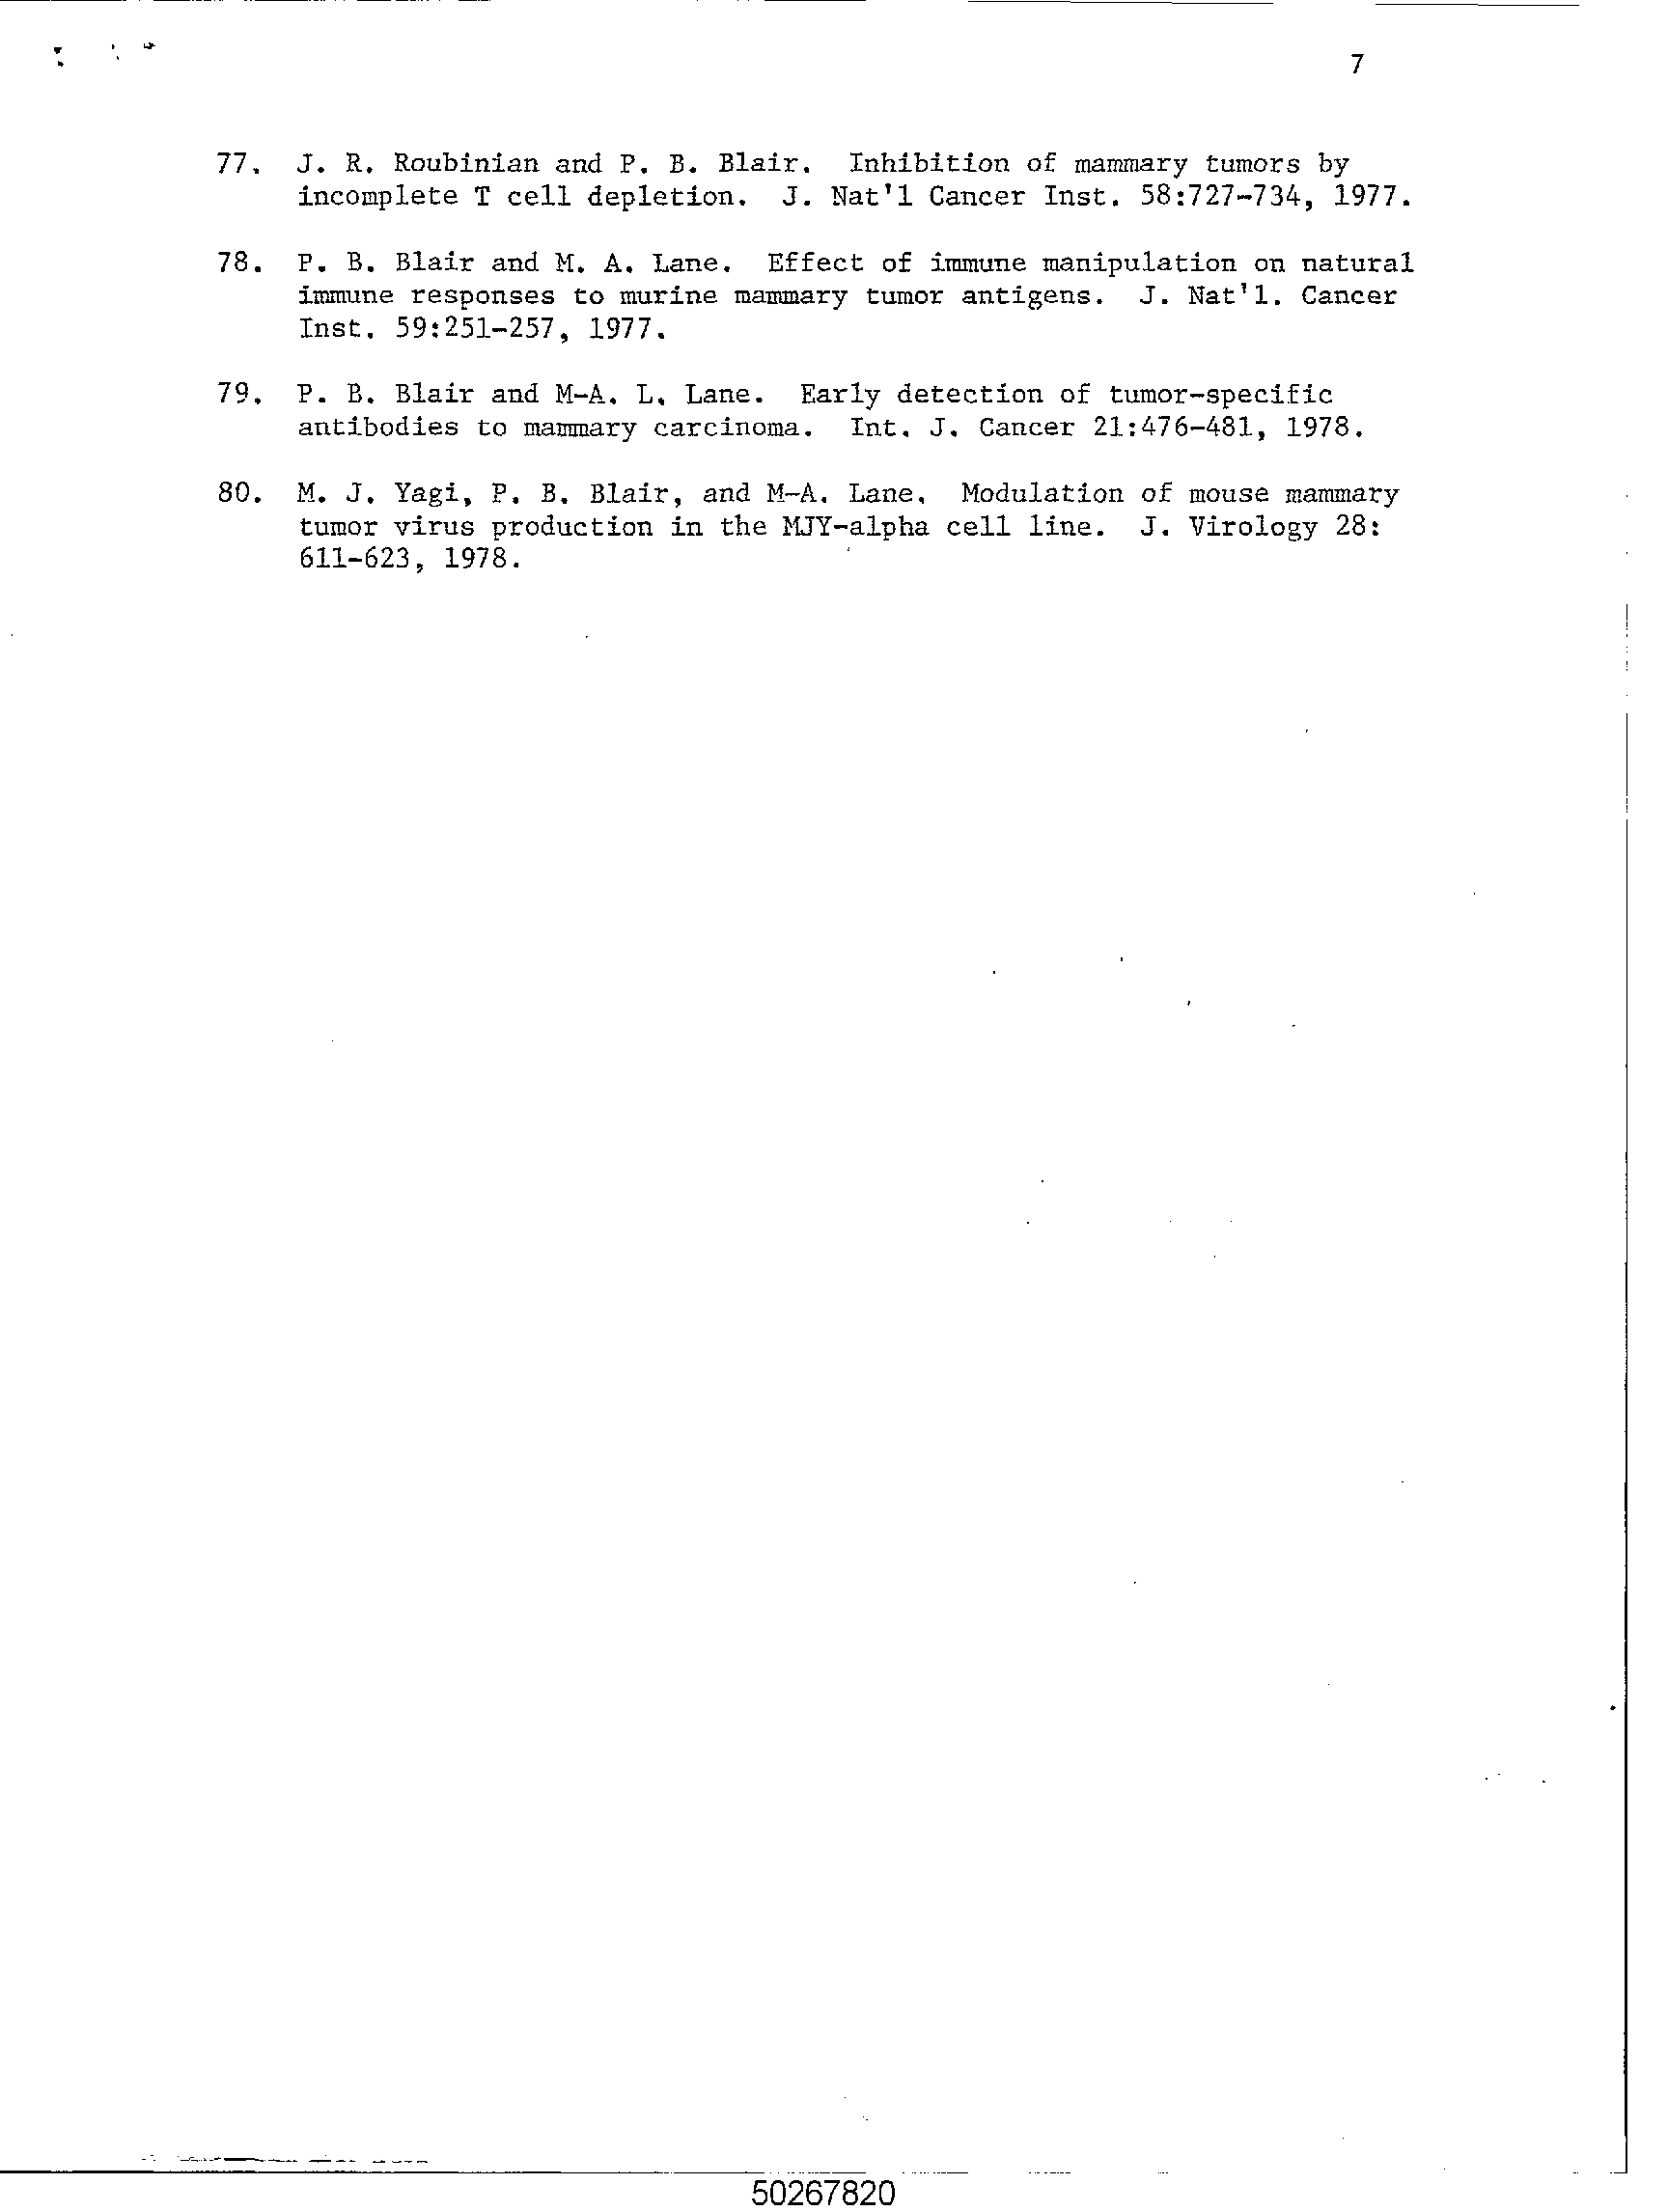 7
77. J. R. Roubinian and P. B. Blair. Inhibition of mammary tumors by
incomplete T cell depletion. J. Nat'l Cancer Inst. 58:727-734, 1977.
78. P. B. Blair and M. A. Lane. Effect of immune manipulation on natural
immune responses to murine mammary tumor antigens. J. Nat'l. Cancer
Inst. 59:251-257, 1977.
79. P. B. Blair and M-A. L. Lane. Early detection of tumor-specific
antibodies to mammary carcinoma. Int. J. Cancer 21:476-481, 1978.
80. M. J. Yagi, P. B. Blair, and M-A. Lane. Modulation of mouse mammary
tumor virus production in the MJY-alpha cell line. J. Virology 28:
611-623, 1978.
50267820